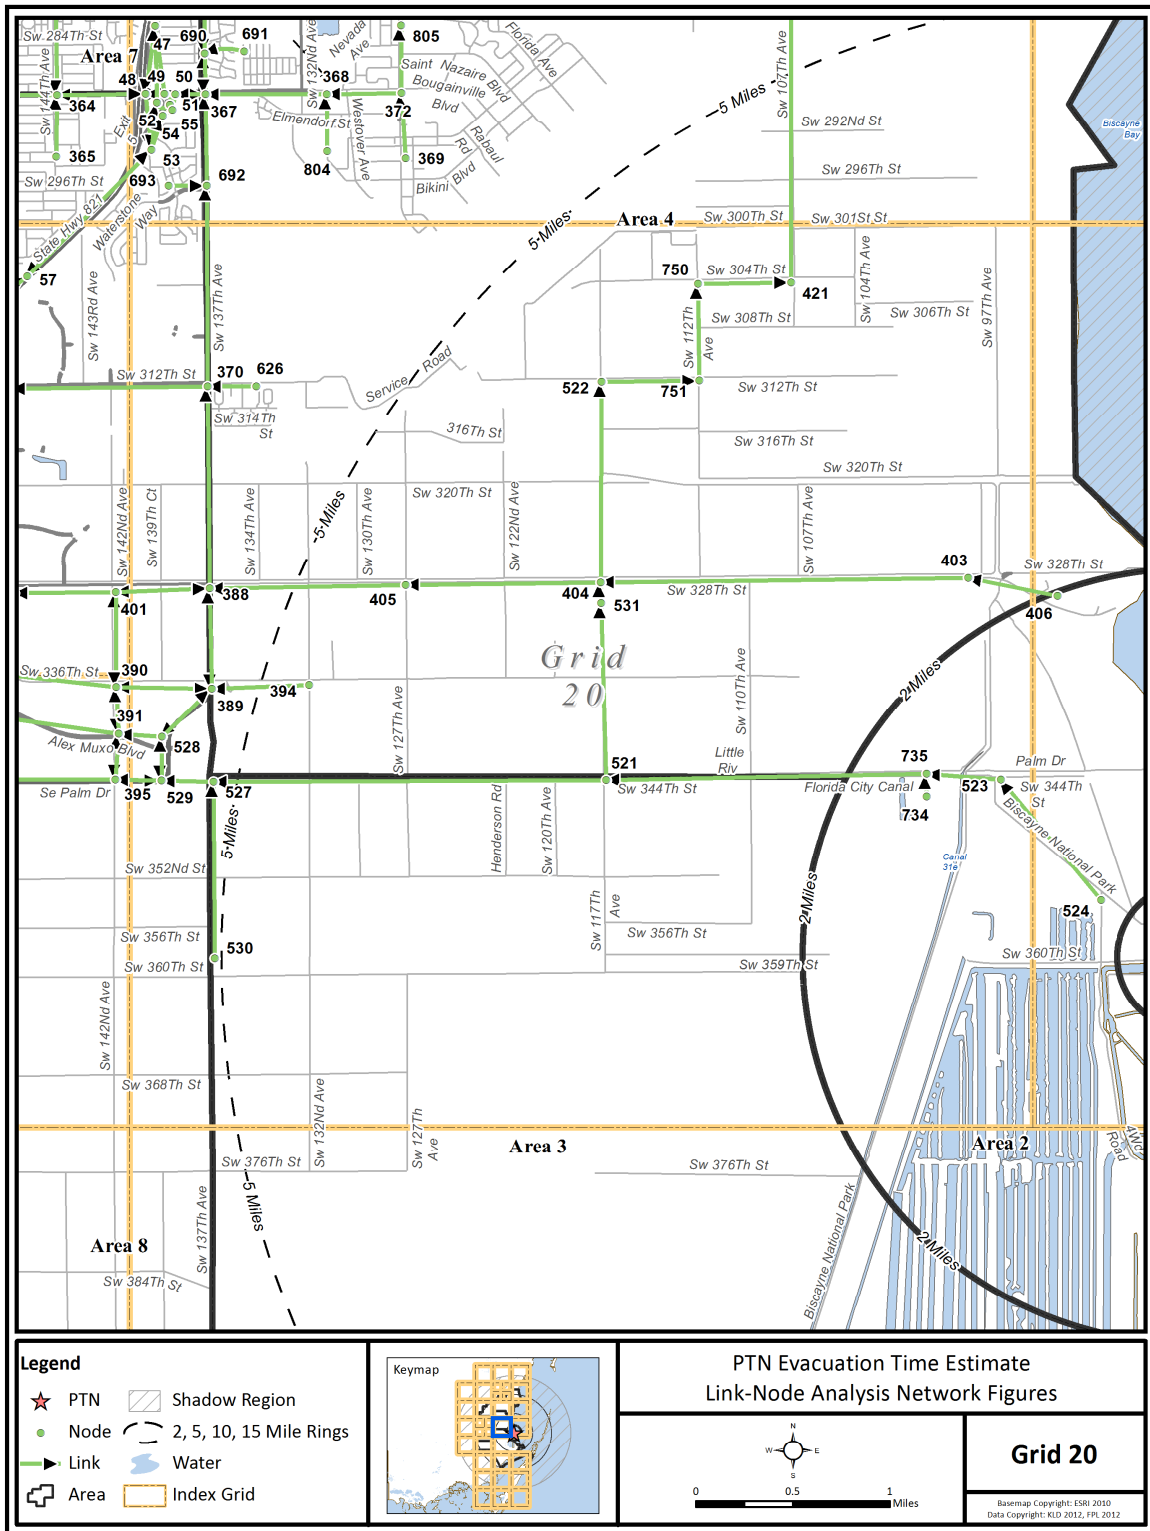 Sw 284Th St
47
690
691
Sw 132Nd Ave
Nevada
Ave
805
Florida Ave
Sw 107Th Ave
Area 7
48
49
50
368
Saint Nazaire Blvd
Bougainville
Blvd
5 Miles
Sw 144Th Ave
364
51
367
372
Exit
5
52
54
55
Elmendorf St
Westover Ave
Rabaul
Rd
Sw 292Nd St
Biscayne
Bay
365
53
804
369
Sw 296Th St
693
692
Bikini Blvd
Sw 296Th St
State Hwy 821
Waterstone
Way
5 Miles
Area 4
Sw 300Th St
Sw 301St St
57
Sw 143Rd Ave
Sw 137Th Ave
750
Sw 304Th St
421
Sw 104Th Ave
Sw 97Th Ave
Sw 306Th St
Sw 308Th St
Sw 112Th
Ave
Sw 312Th St
370
626
Service Road
522
751
Sw 312Th St
Sw 314Th
St
316Th St
Sw 316Th St
Sw 320Th St
Sw 142Nd Ave
Sw 139Th Ct
Sw 134Th Ave
5 Miles
Sw 130Th Ave
Sw 320Th St
Sw 122Nd Ave
Sw 107Th Ave
403
Sw 328Th St
401
388
405
404
531
Sw 328Th St
406
Grid
20
Sw 336Th St
390
394
389
2 Miles
391
Sw 127Th Ave
Sw 110Th Ave
Alex Muxo Blvd
528
Little
Riv
521
735
Palm Dr
Se Palm Dr
395
529
527
Sw 344Th St
Florida City Canal
523
Sw 344Th
St
734
5 Miles
Henderson Rd
Sw 120Th Ave
Biscayne National Park
Canal
31e
Sw 352Nd St
2 Miles
Sw 117Th
Ave
524
Sw 356Th St
530
Sw 356Th St
Sw 360Th St
Sw 359Th St
Sw 360Th St
Sw 142Nd Ave
Sw 368Th St
Sw 132Nd Ave
Sw 127Th
Ave
Area 3
Area 2
4Wd
Road
Sw 376Th St
Sw 376Th St
Sw 137Th Ave
5 Miles
Biscayne National Park
Area 8
2 Miles
Sw 384Th St
Legend
PTN
Shadow Region
Node
2, 5, 10, 15 Mile Rings
Link
Water
Area
Index Grid
Keymap
PTN Evacuation Time Estimate
Link-Node Analysis Network Figures
N
W
E
S
0
0.5
1
Miles
Grid 20
Basemap Copyright: ESRI 2010
Data Copyright: KLD 2012, FPL 2012